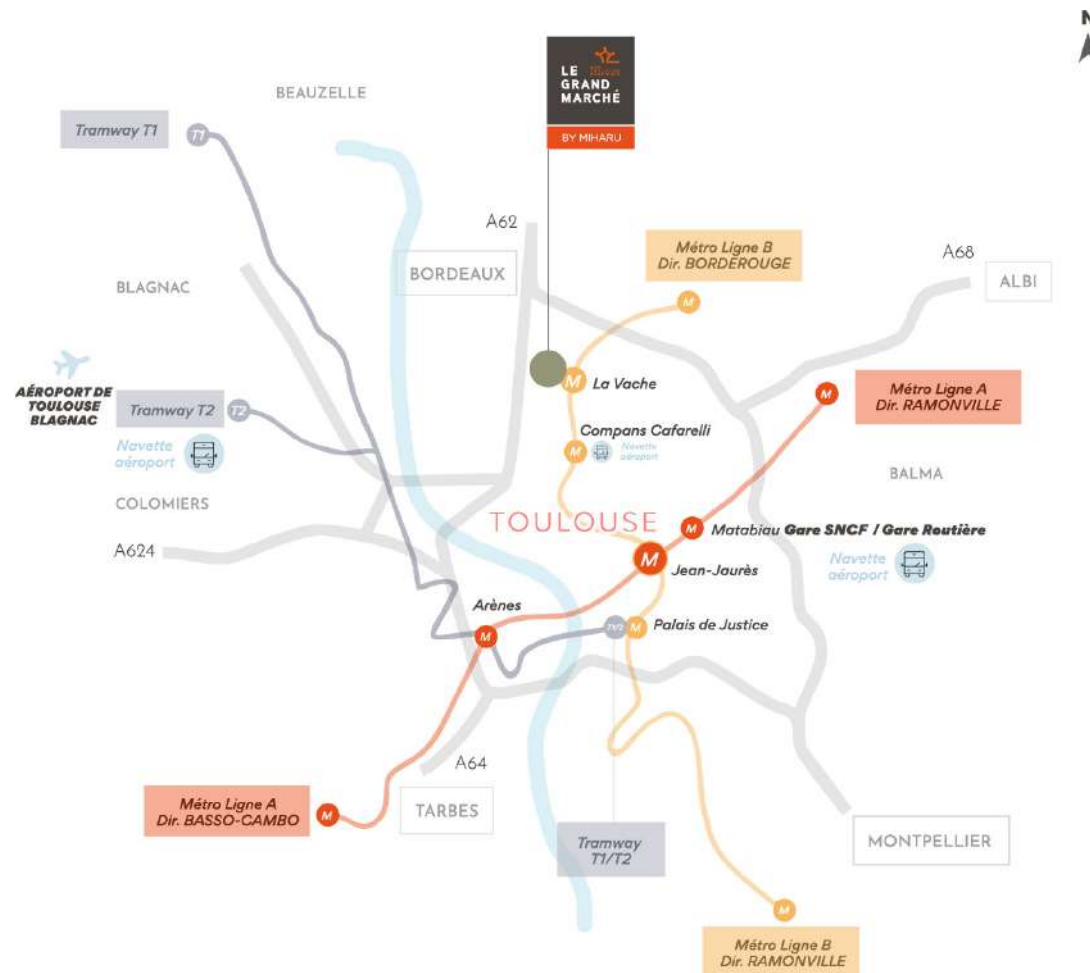 N
LE
GRAND
MARCHÉ
BY MIHARU
BEAUZELLE
Tramway T1
T1
A62
BORDEAUX
Métro Ligne B
Dir. BORDEROUGE
A68
ALBI
M
BLAGNAC
AÉROPORT DE
TOULOUSE
BLAGNAC
Tramway T2
T2
Navette
aéroport
M
La Vache
M
Métro Ligne A
Dir. RAMONVILLE
Compans Cafarelli
M
Navette
aéroport
BALMA
COLOMIERS
A624
TOULOUSE
M
Matabiau Gare SNCF / Gare Routière
M
Jean-Jaurès
Navette
aéroport
Arènes
M
T1/T2
M
Palais de Justice
A64
TARBES
Métro Ligne A
Dir. BASSO-CAMBO
M
Tramway
T1/T2
MONTPELLIER
M
Métro Ligne B
Dir. RAMONVILLE